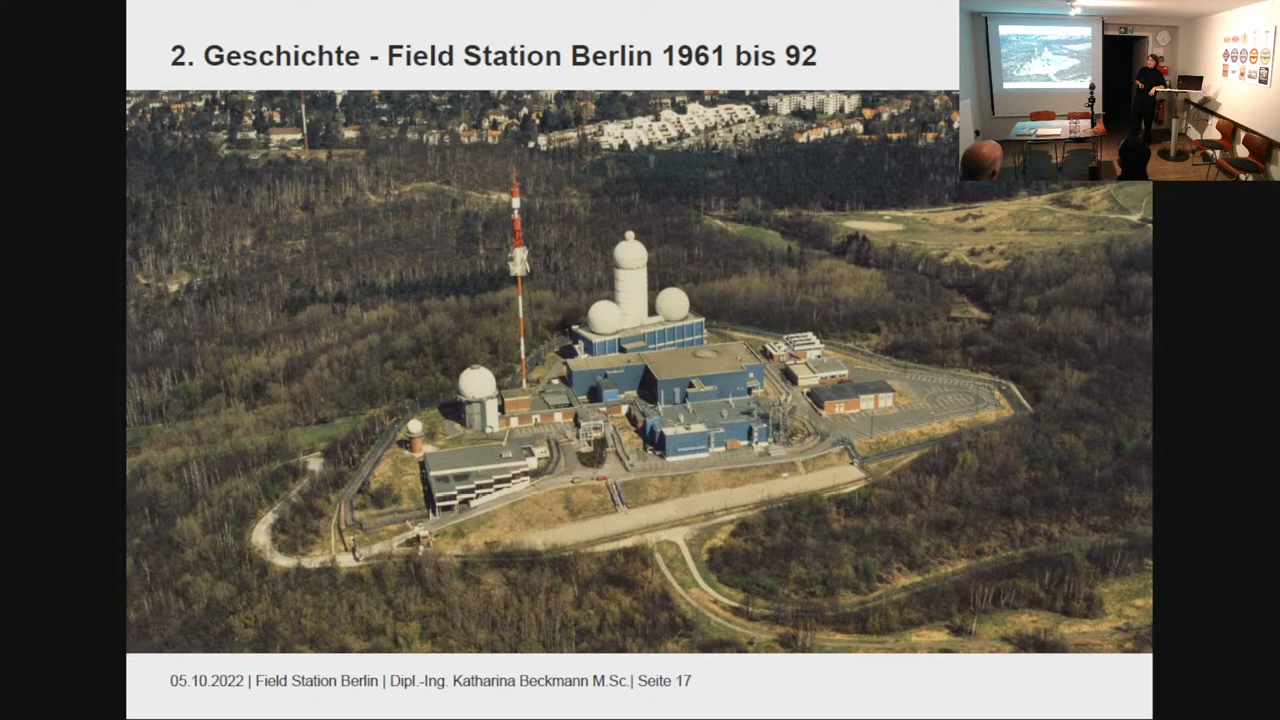 2. Geschichte - Field Station Berlin 1961 bis 92
05.10.2022 | Field Station Berlin | Dipl.-Ing. Katharina Beckmann M.Sc.| Seite 17